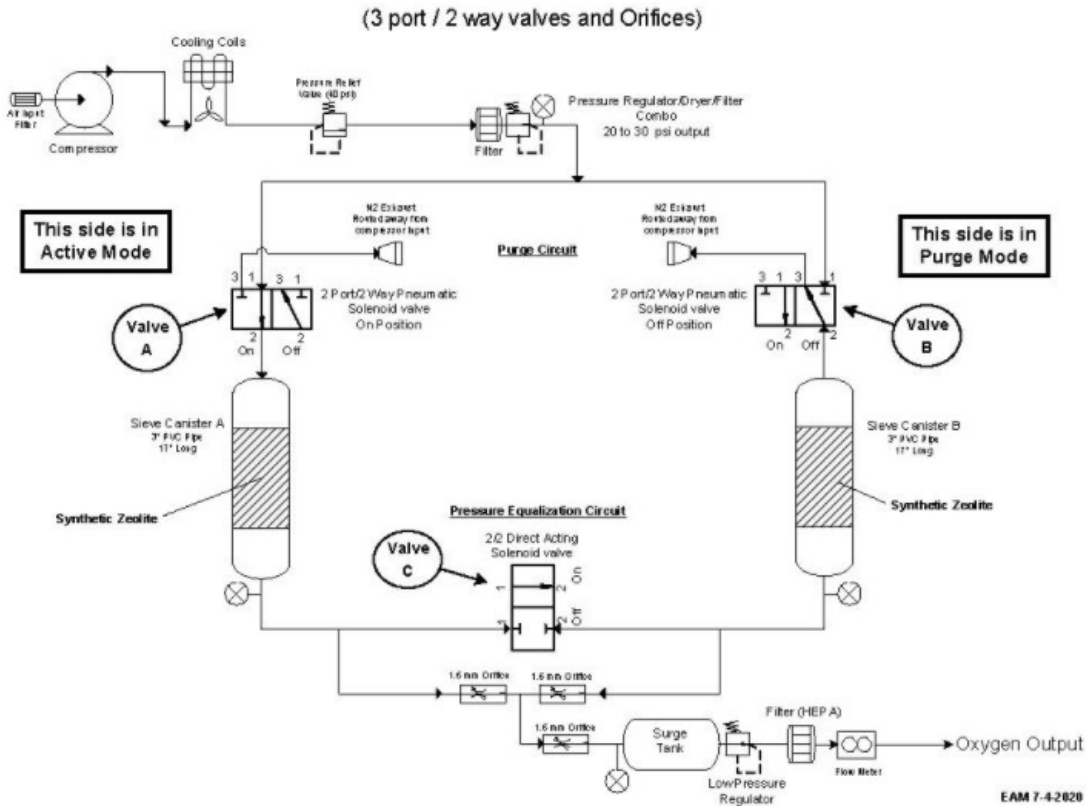 (3 port / 2 way valves and Orifices)
Cooling Coils
Air Input
Filter
Compressor
Pressure Relief
Valve (40 psi)
Filter
Pressure Regulator/Dryer/Filter
Combo
20 to 30 psi output
This side is in
Active Mode
N2 Exhaust
Routed away from
compressor Input
Purge Circuit
N2 Exhaust
Routed away from
compressor Input
This side is in
Purge Mode
3 1 3 1
2 2
On Off
Valve
A
2 Port/2 Way Pneumatic
Solenoid valve
On Position
2 Port/2 Way Pneumatic
Solenoid valve
Off Position
3 1 3 1
2 2
On Off
Valve
B
Sieve Canister A
3" PVC Pipe
17" Long
Synthetic Zeolite
Sieve Canister B
3" PVC Pipe
17" Long
Synthetic Zeolite
Pressure Equalization Circuit
2/2 Direct Acting
Solenoid valve
Valve
C
1 2 On
1 2 Off
1.6 mm Orifice
1.6 mm Orifice
1.6 mm Orifice
Surge
Tank
Low Pressure
Regulator
Filter (HEPA)
Flow Meter
Oxygen Output
EAM 7-4-2020